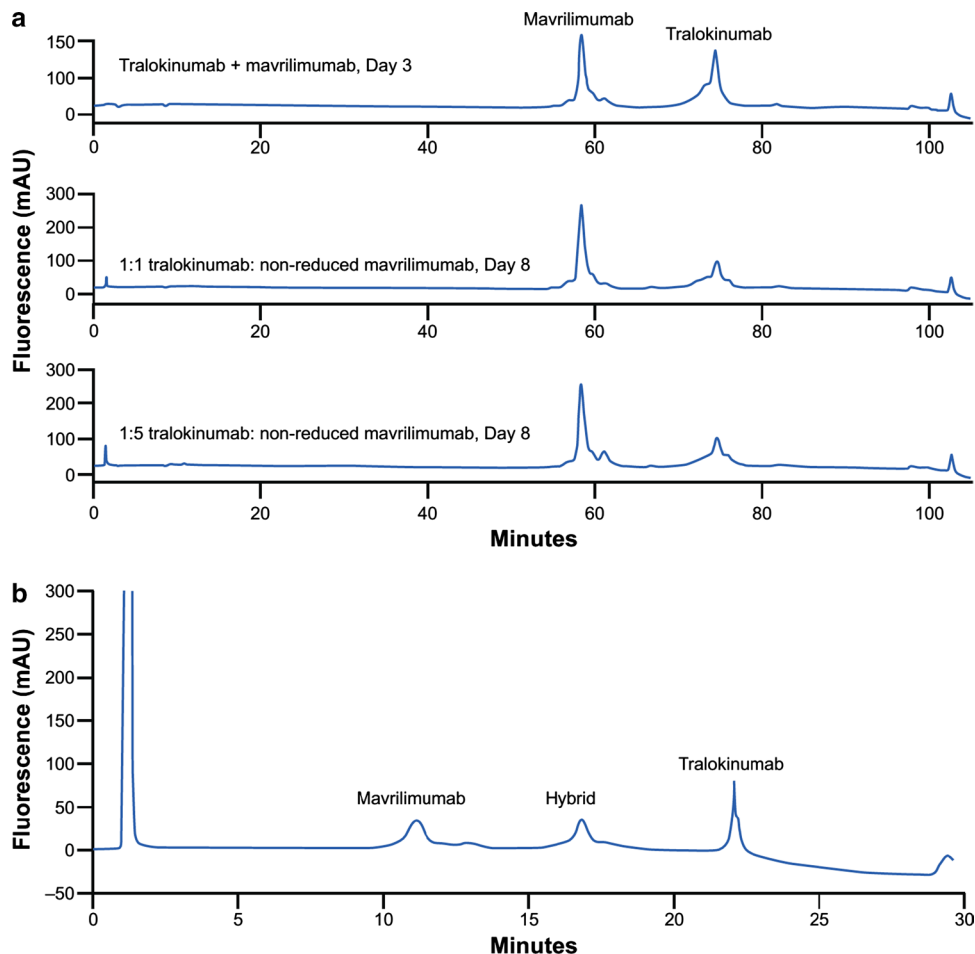 a
Mavrilimumab
Tralokinumab
150
100
0
Tralokinumab + mavrilimumab, Day 3
0 20 40 60 80 100
300
200
100
0
1:1 tralokinumab: non-reduced mavrilimumab, Day 8
0 20 40 60 80 100
300
200
100
0
1:5 tralokinumab: non-reduced mavrilimumab, Day 8
0 20 40 60 80 100
Fluorescence (mAU)
Minutes
b
300
250
200
150
100
50
0
–50
Fluorescence (mAU)
Mavrilimumab
Hybrid
Tralokinumab
0 5 10 15 20 25 30
Minutes